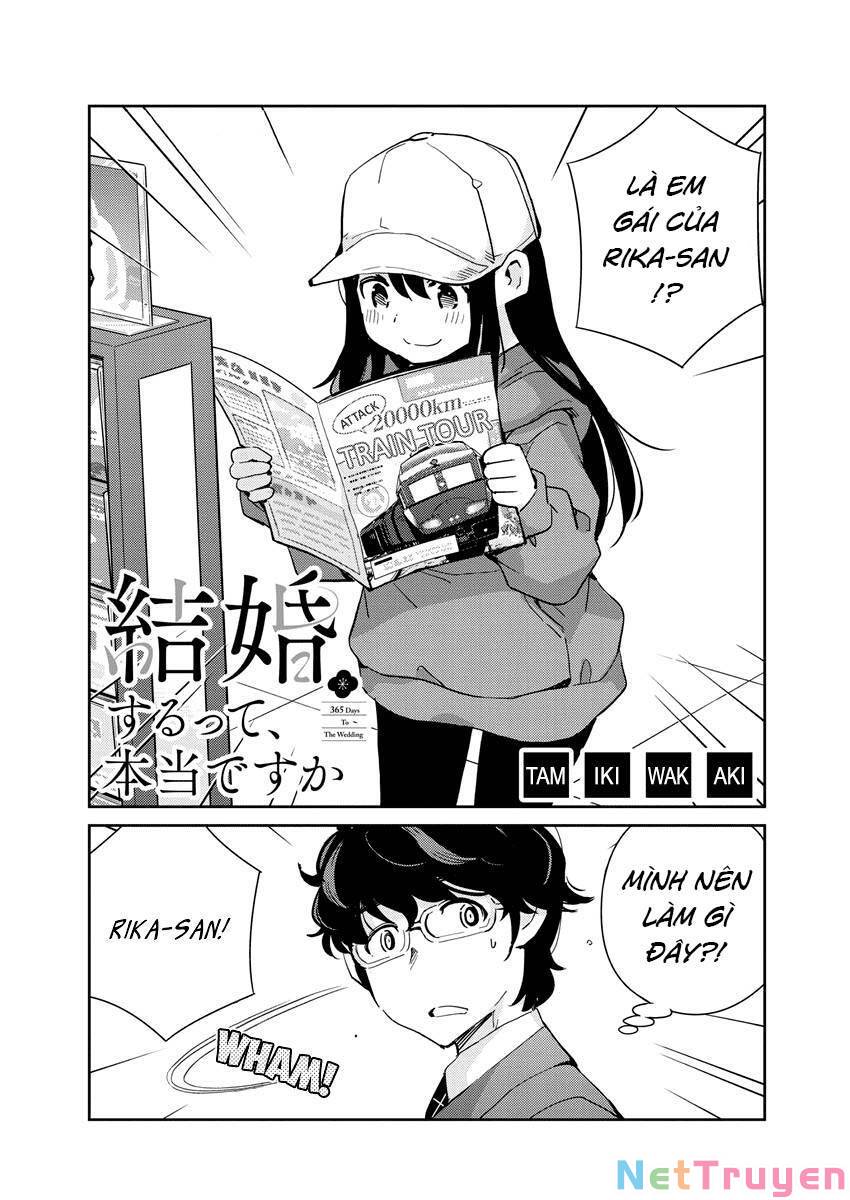 LÀ EM
GÁI CỦA
RIKA-SAN
!?
ATTACK
20000km
TRAIN TOUR
結婚
するって、
本当ですか
365 Days
To
The Wedding
TAM IKI WAK AKI
MÌNH NÊN
LÀM GÌ
ĐÂY?!
RIKA-SAN!
WHAM!
NetTruyen